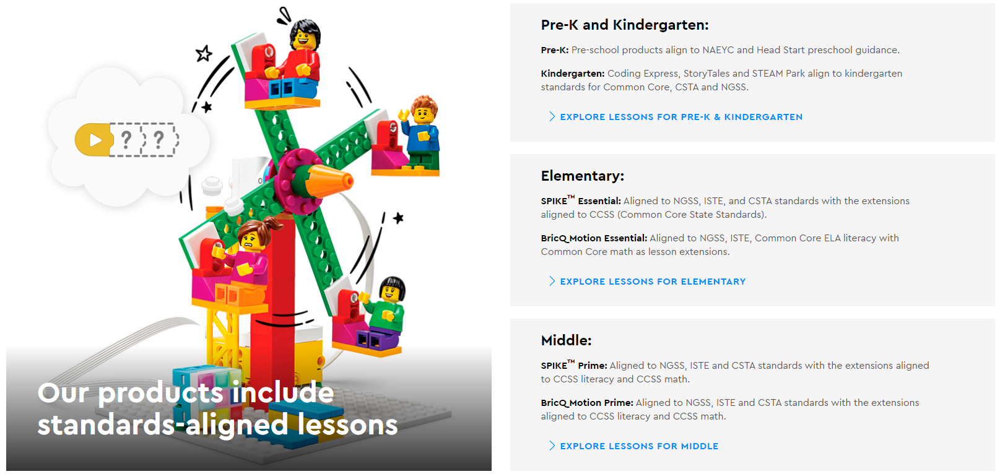 ? ?
Our products include
standards-aligned lessons
Pre-K and Kindergarten:
Pre-K: Pre-school products align to NAEYC and Head Start preschool guidance.
Kindergarten: Coding Express, StoryTales and STEAM Park align to kindergarten
standards for Common Core, CSTA and NGSS.
EXPLORE LESSONS FOR PRE-K & KINDERGARTEN
Elementary:
SPIKE™ Essential: Aligned to NGSS, ISTE, and CSTA standards with the extensions
aligned to CCSS (Common Core State Standards).
BricQ Motion Essential: Aligned to NGSS, ISTE, Common Core ELA literacy with
Common Core math as lesson extensions.
EXPLORE LESSONS FOR ELEMENTARY
Middle:
SPIKE™ Prime: Aligned to NGSS, ISTE and CSTA standards with the extensions aligned
to CCSS literacy and CCSS math.
BricQ Motion Prime: Aligned to NGSS, ISTE and CSTA standards with the extensions
aligned to CCSS literacy and CCSS math.
EXPLORE LESSONS FOR MIDDLE